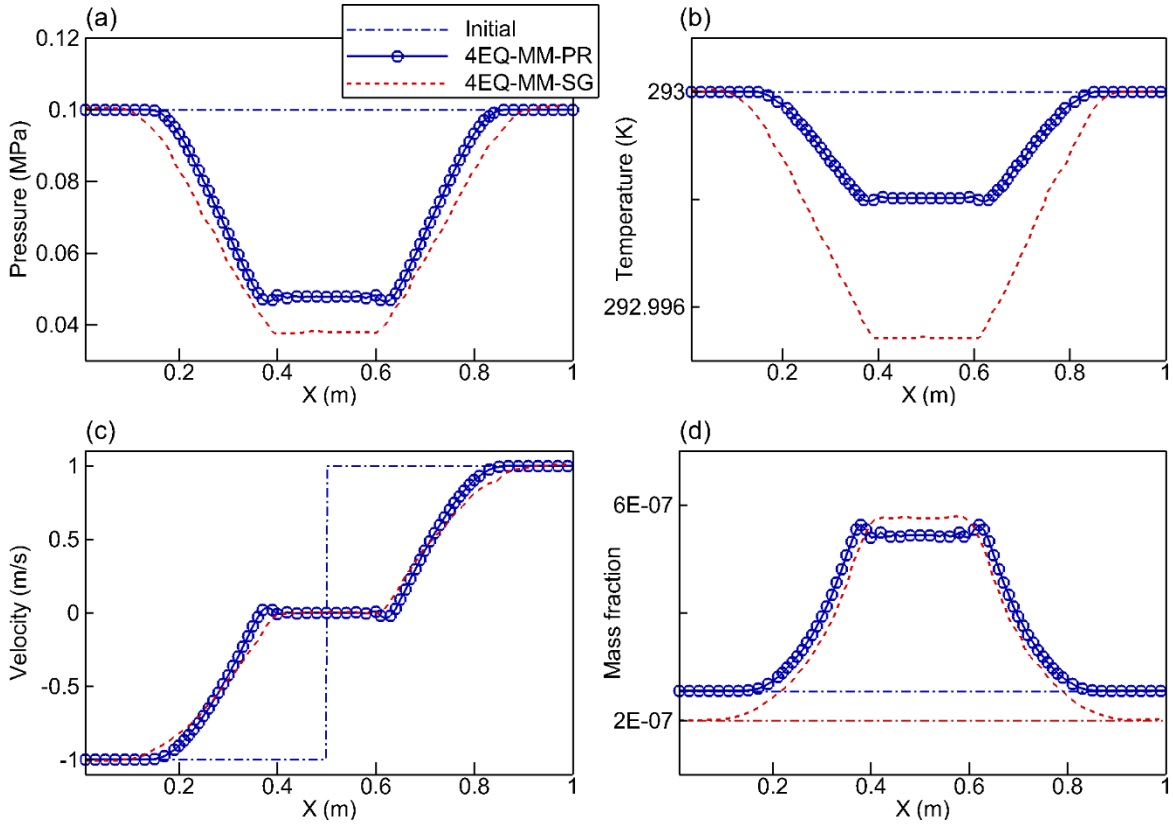 (a)
Initial
4EQ-MM-PR
4EQ-MM-SG
0.12
0.1
0.08
0.06
0.04
Pressure (MPa)
0.2 0.4 0.6 0.8 1
X (m)
(b)
293
292.996
Temperature (K)
0.2 0.4 0.6 0.8 1
X (m)
(c)
1
0.5
0
-0.5
-1
Velocity (m/s)
0.2 0.4 0.6 0.8 1
X (m)
(d)
6E-07
2E-07
Mass fraction
0.2 0.4 0.6 0.8 1
X (m)